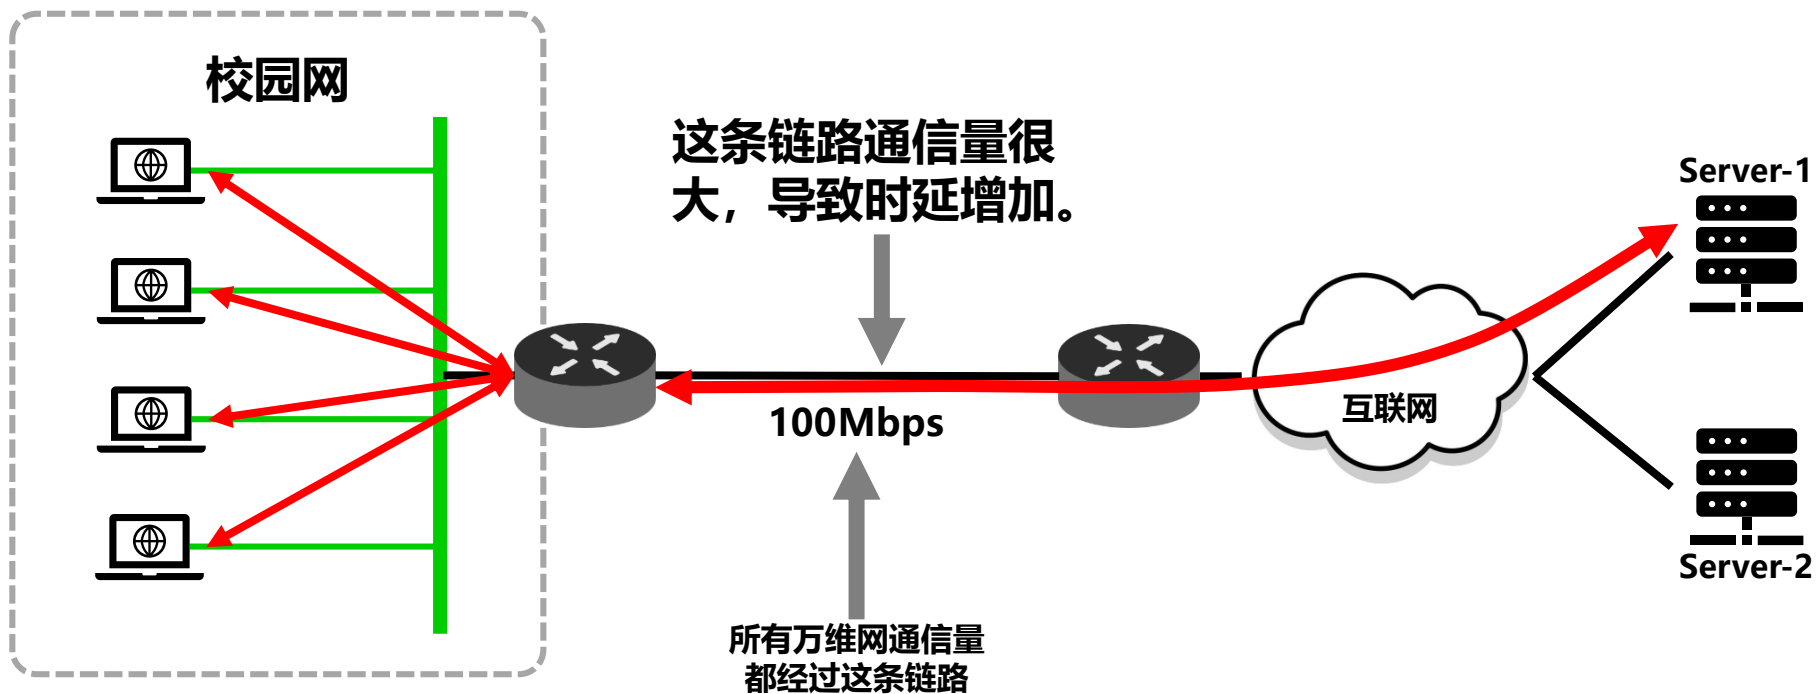 校园网
这条链路通信量很
大，导致时延增加。
Server-1
互联网
100Mbps
Server-2
所有万维网通信量
都经过这条链路